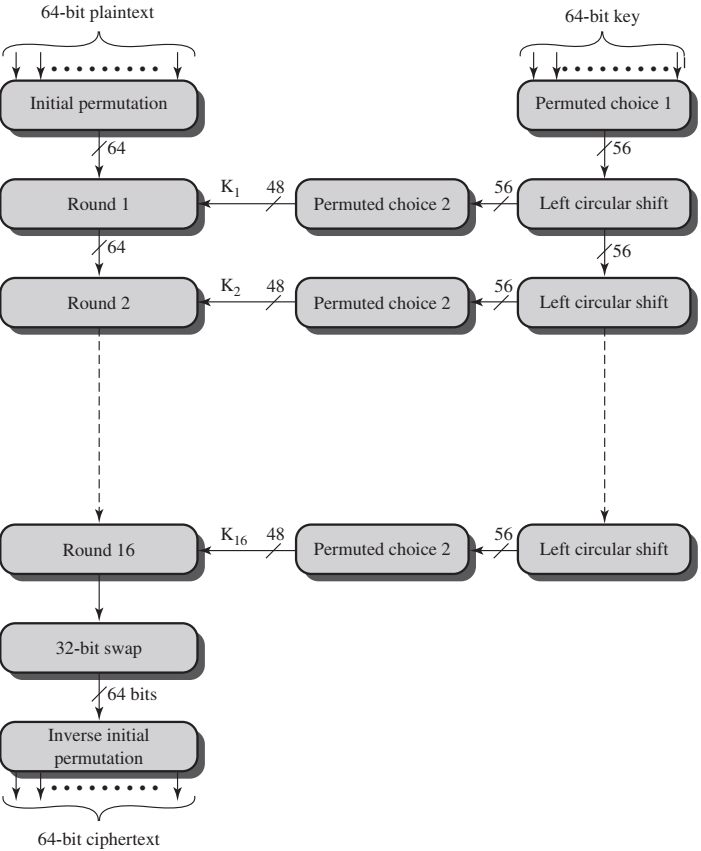 64-bit plaintext
64-bit key
Initial permutation
Permuted choice 1
64
56
Round 1
K1
48
Permuted choice 2
56
Left circular shift
64
56
Round 2
K2
48
Permuted choice 2
56
Left circular shift
Round 16
K16
48
Permuted choice 2
56
Left circular shift
32-bit swap
64 bits
Inverse initial
permutation
64-bit ciphertext